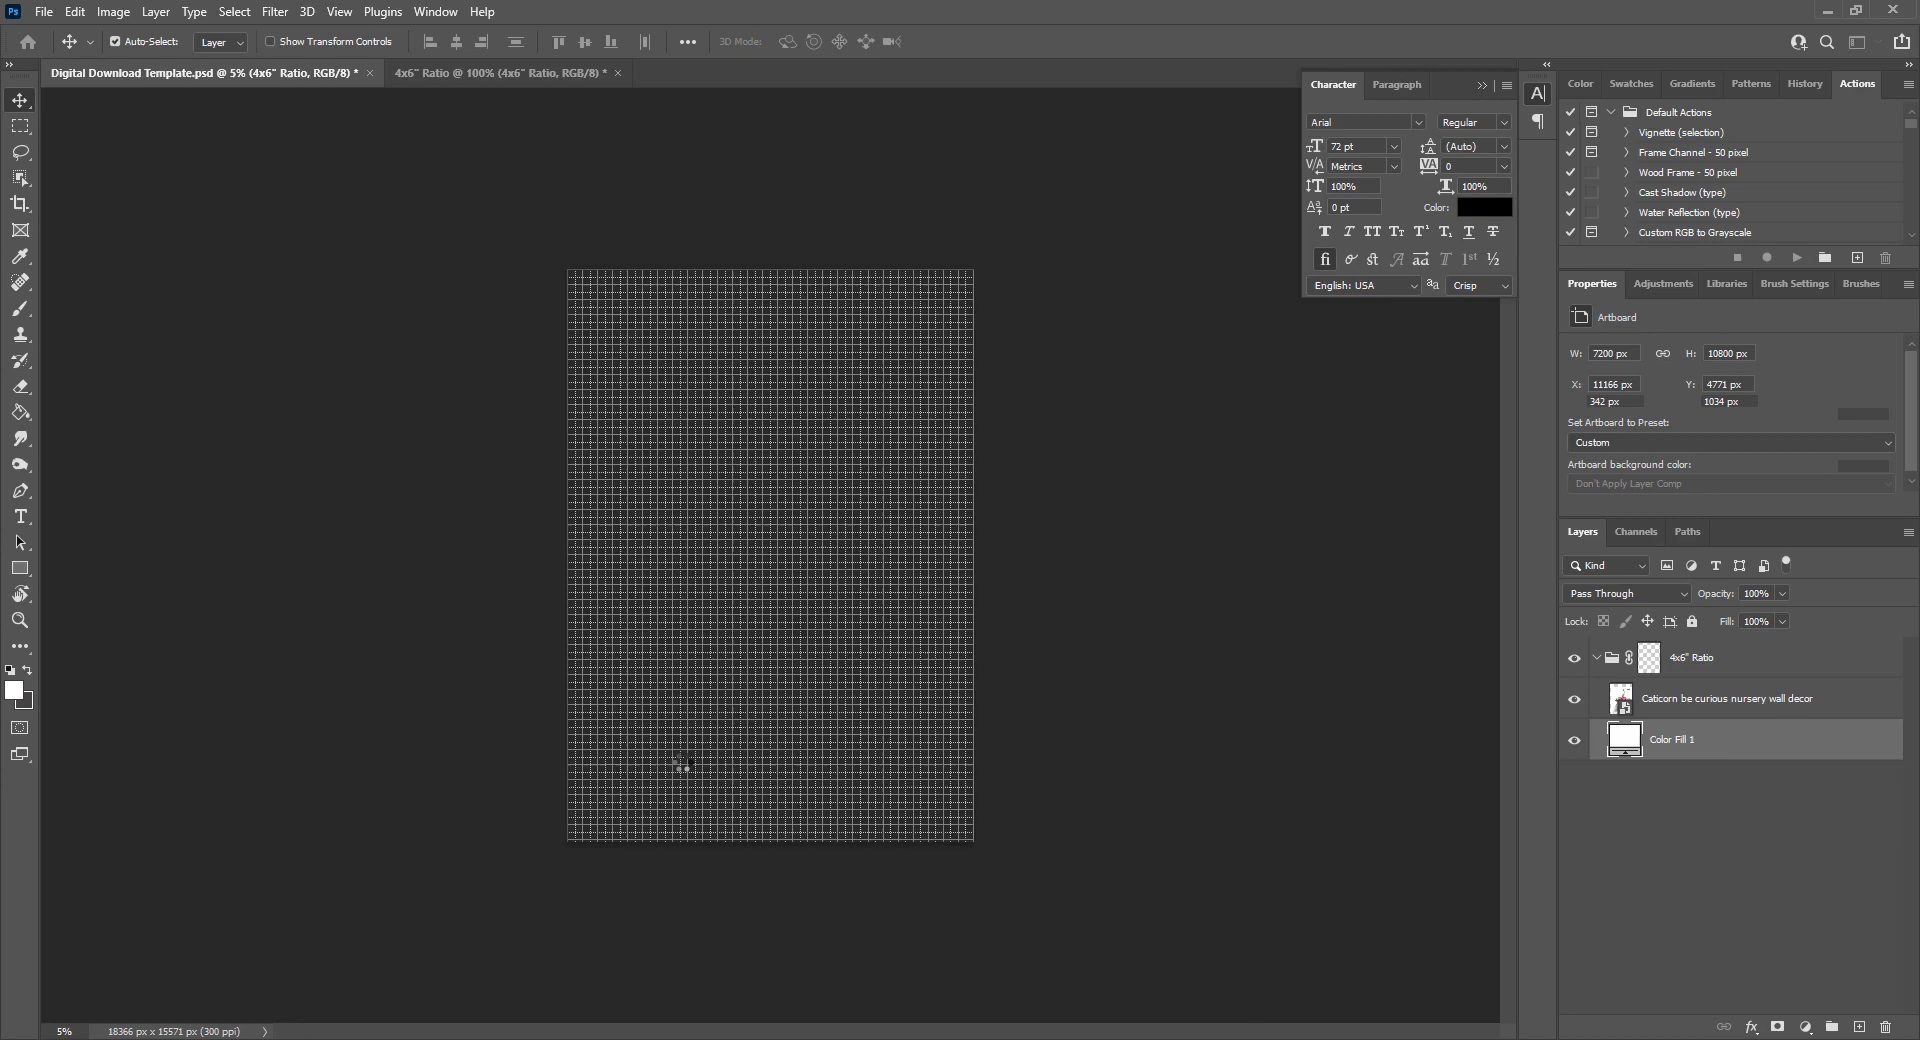 Ps File Edit Image Layer Type Select Filter 3D View Plugins Window Help
Auto-Select: Layer Show Transform Controls 3D Mode:
Digital Download Template.psd @ 5% (4x6" Ratio, RGB/8) *
4x6" Ratio @ 100% (4x6" Ratio, RGB/8) *
Character Paragraph
Arial Regular
72 pt (Auto)
Metrics 0
100% 100%
0 pt Color:
English: USA Crisp
Color Swatches Gradients Patterns History Actions
Default Actions
Vignette (selection)
Frame Channel - 50 pixel
Wood Frame - 50 pixel
Cast Shadow (type)
Water Reflection (type)
Custom RGB to Grayscale
Properties Adjustments Libraries Brush Settings Brushes
Artboard
W: 7200 px H: 10800 px
X: 11166 px Y: 4771 px
342 px 1034 px
Set Artboard to Preset:
Custom
Artboard background color:
Don't Apply Layer Comp
Layers Channels Paths
Kind
Pass Through Opacity: 100%
Lock: Fill: 100%
4x6" Ratio
Caticorn be curious nursery wall decor
Color Fill 1
5% 18366 px x 15571 px (300 ppi)